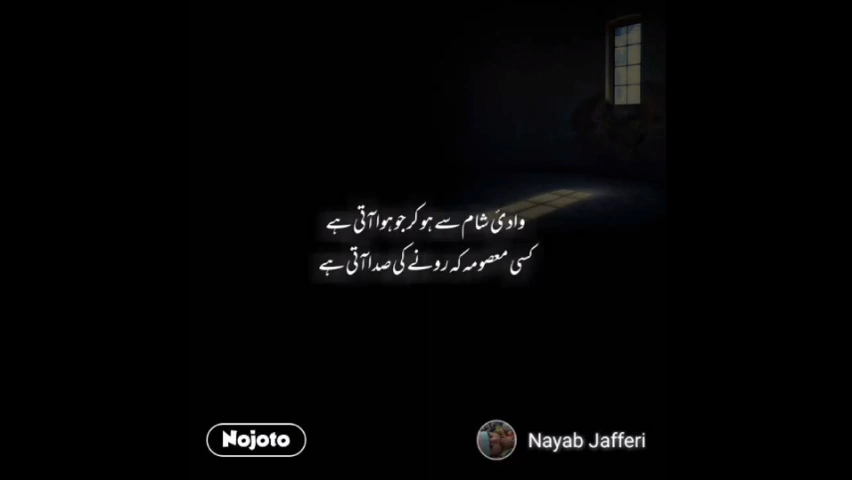 وادئ شام سے ہو کر جو ہوا آتی ہے
کسی معصومہ کہ رونے کی صدا آتی ہے
Nojoto
Nayab Jafferi